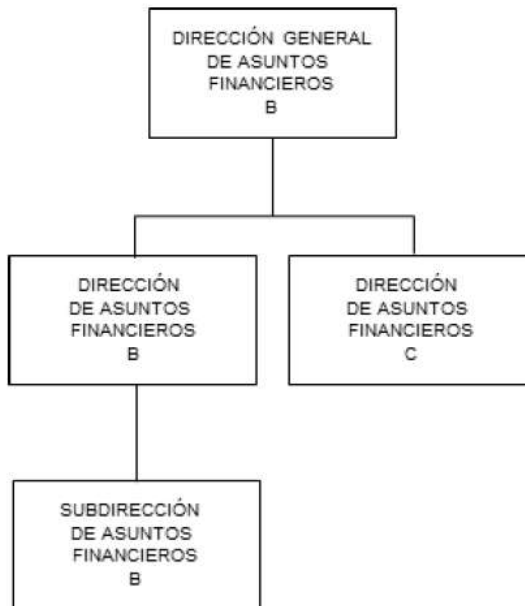 DIRECCIÓN GENERAL
DE ASUNTOS
FINANCIEROS
B
DIRECCIÓN
DE ASUNTOS
FINANCIEROS
B
DIRECCIÓN
DE ASUNTOS
FINANCIEROS
C
SUBDIRECCIÓN
DE ASUNTOS
FINANCIEROS
B